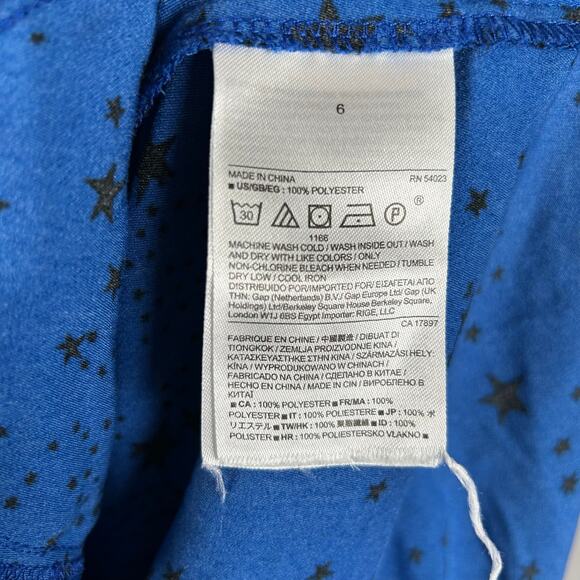 6
MADE IN CHINA RN 54023
■ US/GB/EG : 100% POLYESTER
30 P ®
1166
MACHINE WASH COLD / WASH INSIDE OUT / WASH
AND DRY WITH LIKE COLORS / ONLY
NON-CHLORINE BLEACH WHEN NEEDED / TUMBLE
DRY LOW / COOL IRON
DISTRIBUIDO POR/IMPORTED FOR/ΕΙΣΑΓΕΤΑΙ ΑΠΟ
ΤΗΝ: Gap (Netherlands) B.V./ Gap Europe Ltd/ Gap (UK
Holdings) Ltd/Berkeley Square House Berkeley Square,
London W1J 6BS Egypt Importer: RIGE, LLC
CA 17897
FABRIQUE EN CHINE / 中國製造 / DIBUAT DI
TIONGKOK / ZEMLJA PROIZVODNJE KINA /
ΚΑΤΑΣΚΕΥΑΣΤΗΚΕ ΣΤΗΝ ΚΙΝΑ / SZÁRMAZÁSI HELY:
KÍNA / WYPRODUKOWANO W CHINACH /
FABRICADO NA CHINA / СДЕЛАНО В КИТАЕ /
HECHO EN CHINA / MADE IN CIN / ВИРОБЛЕНО В
КИТАЇ
■ CA : 100% POLYESTER ■ FR/MA : 100%
POLYESTER ■ IT : 100% POLIESTERE ■ JP : 100% ポ
リエステル ■ TW/HK : 100% 聚酯纖維 ■ ID : 100%
POLISTER ■ HR : 100% POLIESTERSKO VLAKNO ■